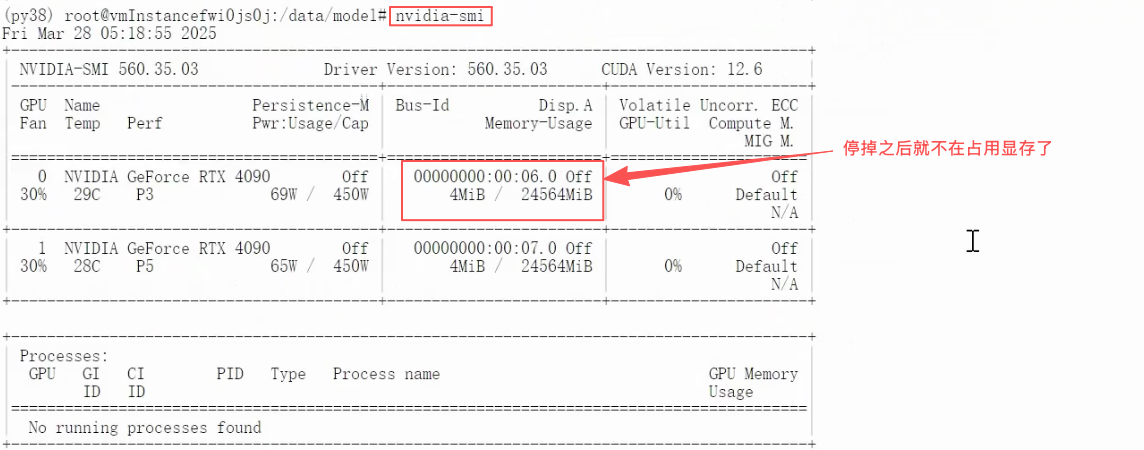 (py38) root@vmInstancefwi0js0j:/data/model# nvidia-smi
Fri Mar 28 05:18:55 2025
NVIDIA-SMI 560.35.03 Driver Version: 560.35.03 CUDA Version: 12.6
GPU Name Persistence-M Bus-Id Disp.A Volatile Uncorr. ECC
Fan Temp Perf Pwr:Usage/Cap Memory-Usage GPU-Util Compute M.
MIG M.
停掉之后就不在占用显存了
0 NVIDIA GeForce RTX 4090 Off 00000000:00:06.0 Off Off
30% 29C P3 69W / 450W 4MiB / 24564MiB 0% Default
N/A
1 NVIDIA GeForce RTX 4090 Off 00000000:00:07.0 Off Off
30% 28C P5 65W / 450W 4MiB / 24564MiB 0% Default
N/A
Processes:
GPU GI CI PID Type Process name GPU Memory
ID ID Usage
No running processes found